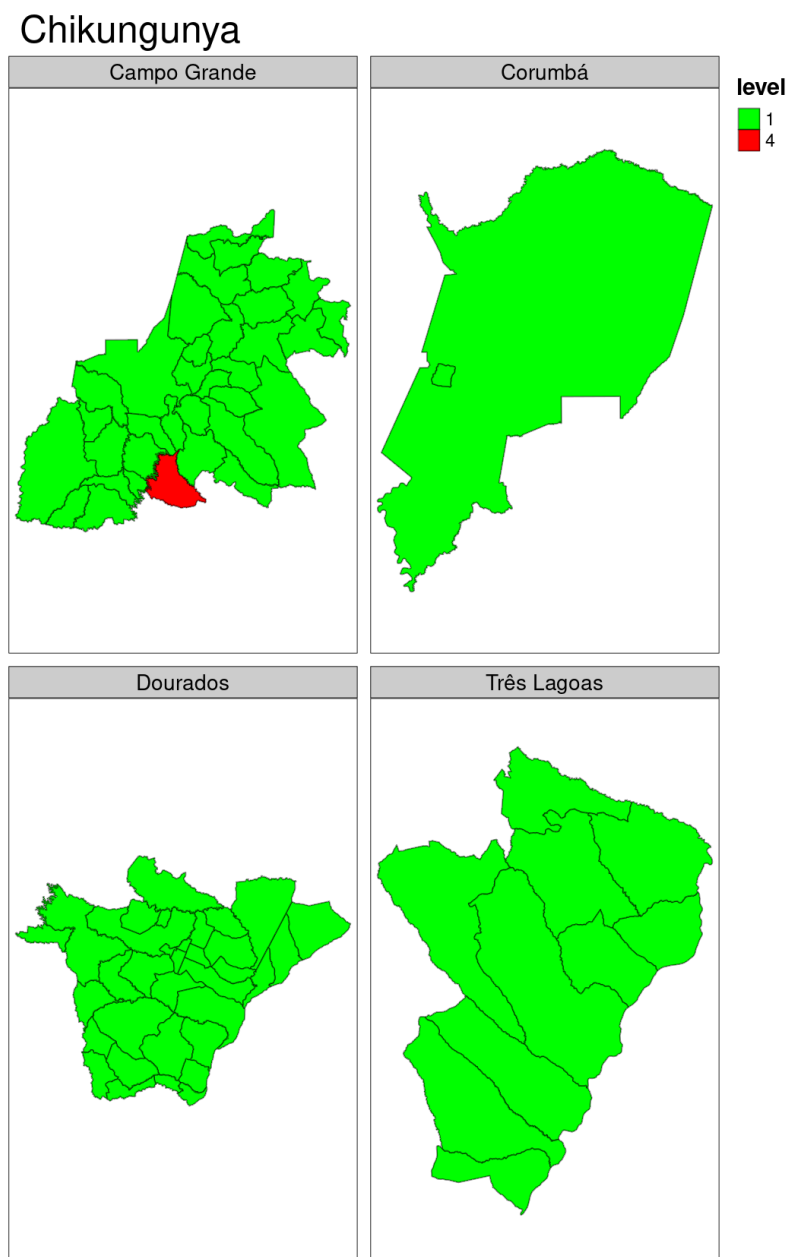 Chikungunya
Campo Grande
Corumbá
level
1
4
Dourados
Três Lagoas